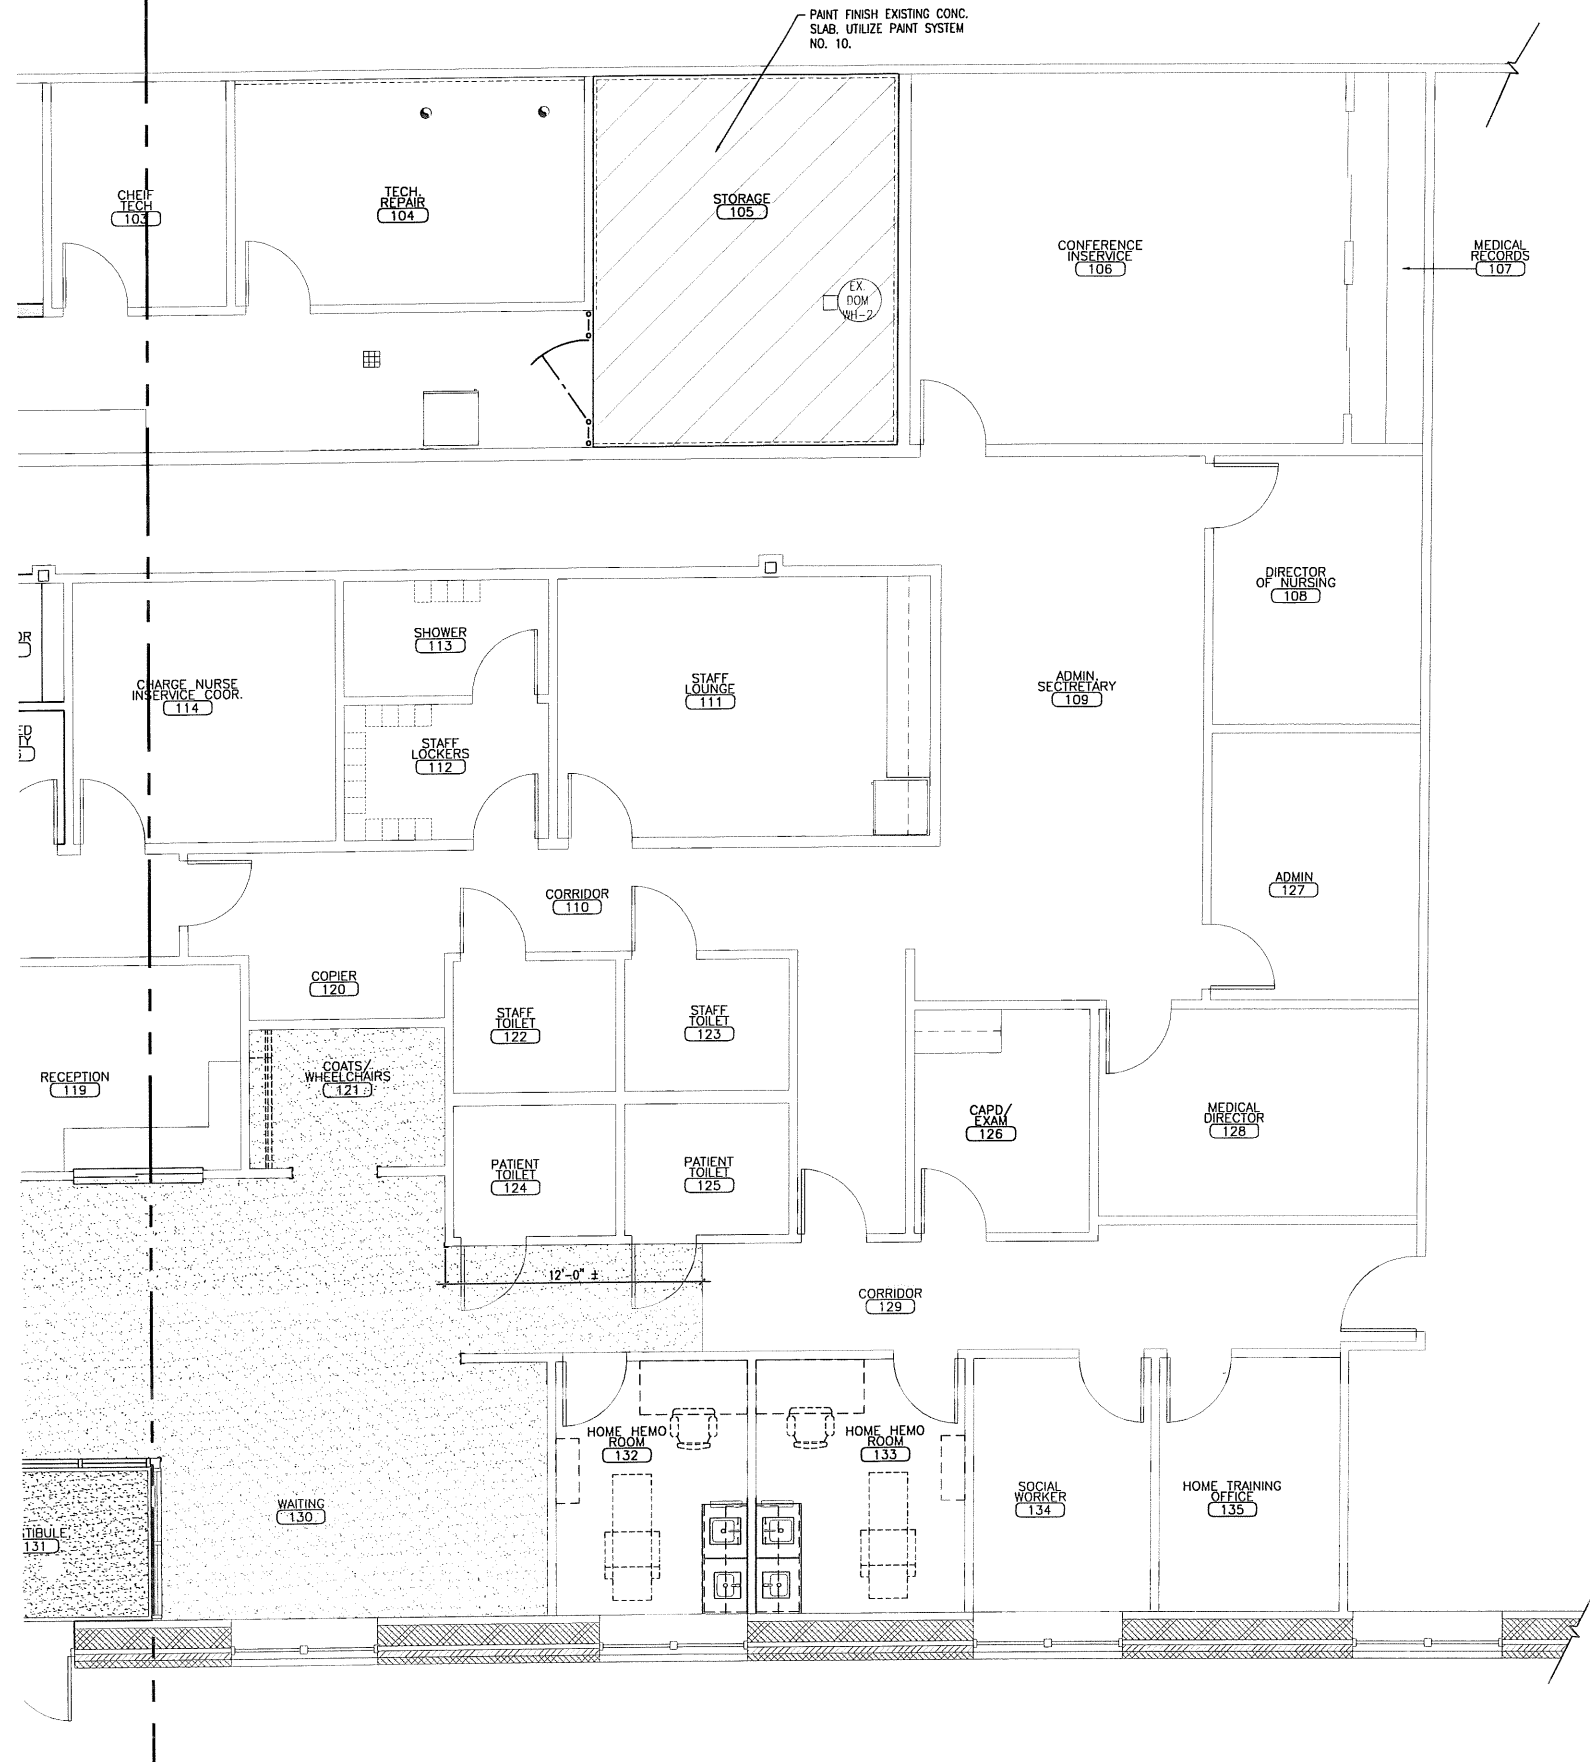 PAINT FINISH EXISTING CONC.
SLAB. UTILIZE PAINT SYSTEM
NO. 10.
CHEIF
TECH
103
TECH.
REPAIR
104
STORAGE
105
EX.
DOM
WH-2
CONFERENCE
INSERVICE
106
MEDICAL
RECORDS
107
DIRECTOR
OF NURSING
108
OR
SHOWER
113
CHARGE NURSE
INSERVICE COOR.
114
STAFF
LOUNGE
111
ADMIN.
SECTRETARY
109
ED
TY
STAFF
LOCKERS
112
ADMIN
127
CORRIDOR
110
COPIER
120
STAFF
TOILET
122
STAFF
TOILET
123
RECEPTION
119
COATS/
WHEELCHAIRS
121
CAPD/
EXAM
126
MEDICAL
DIRECTOR
128
PATIENT
TOILET
124
PATIENT
TOILET
125
12'-0" ±
CORRIDOR
129
HOME HEMO
ROOM
132
HOME HEMO
ROOM
133
WAITING
130
SOCIAL
WORKER
134
HOME TRAINING
OFFICE
135
TIBULE
131